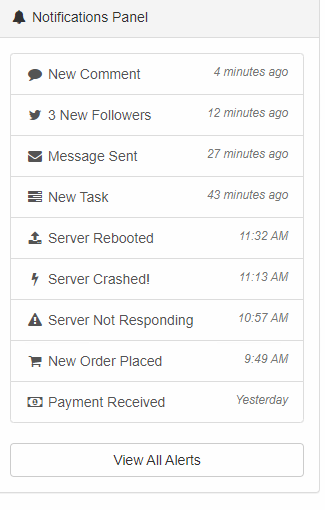 Notifications Panel
New Comment 4 minutes ago
3 New Followers 12 minutes ago
Message Sent 27 minutes ago
New Task 43 minutes ago
Server Rebooted 11:32 AM
Server Crashed! 11:13 AM
Server Not Responding 10:57 AM
New Order Placed 9:49 AM
Payment Received Yesterday
View All Alerts